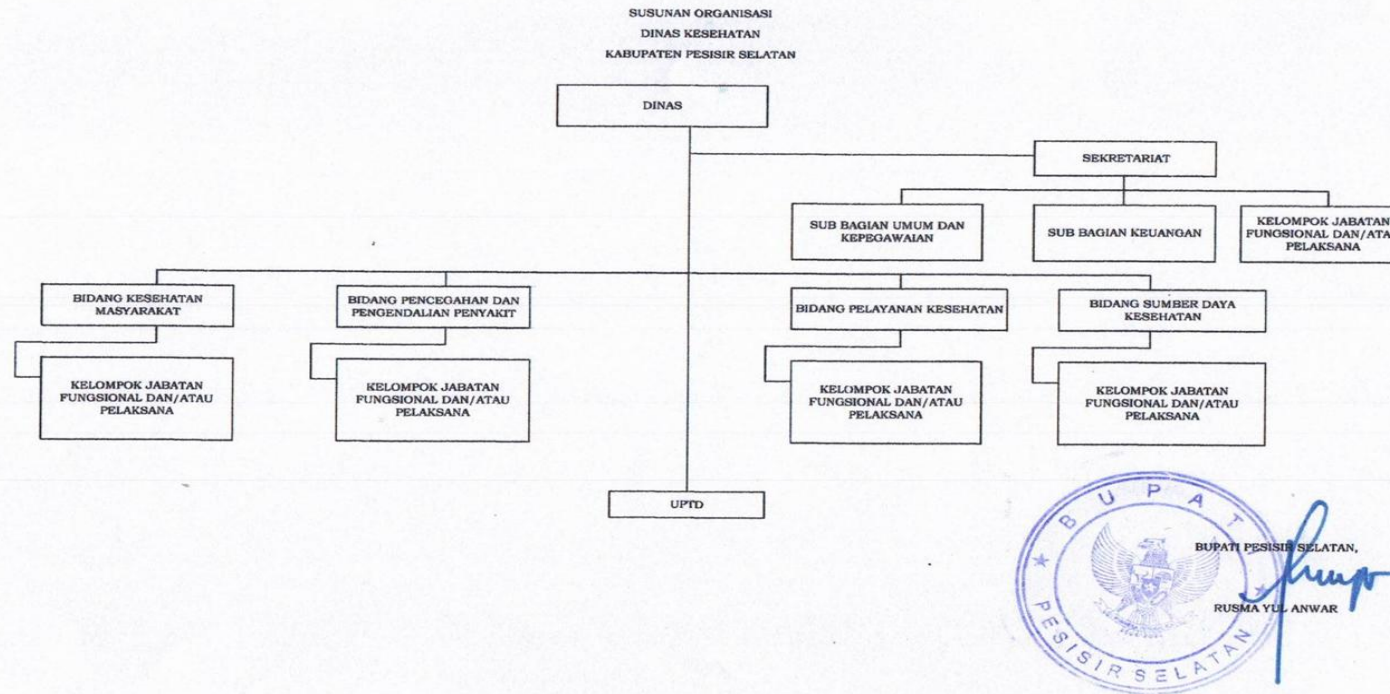 SUSUNAN ORGANISASI
DINAS KESEHATAN
KABUPATEN PESISIR SELATAN
DINAS
SEKRETARIAT
SUB BAGIAN UMUM DAN
KEPEGAWAIAN
SUB BAGIAN KEUANGAN
KELOMPOK JABATAN
FUNGSIONAL DAN/ATA
PELAKSANA
BIDANG KESEHATAN
MASYARAKAT
BIDANG PENCEGAHAN DAN
PENGENDALIAN PENYAKIT
BIDANG PELAYANAN KESEHATAN
BIDANG SUMBER DAYA
KESEHATAN
KELOMPOK JABATAN
FUNGSIONAL DAN/ATAU
PELAKSANA
KELOMPOK JABATAN
FUNGSIONAL DAN/ATAU
PELAKSANA
KELOMPOK JABATAN
FUNGSIONAL DAN/ATAU
PELAKSANA
KELOMPOK JABATAN
FUNGSIONAL DAN/ATAU
PELAKSANA
UPTD
BUPATI
PESISIR SELATAN
BUPATI PESISIR SELATAN,
RUSMA YUL ANWAR